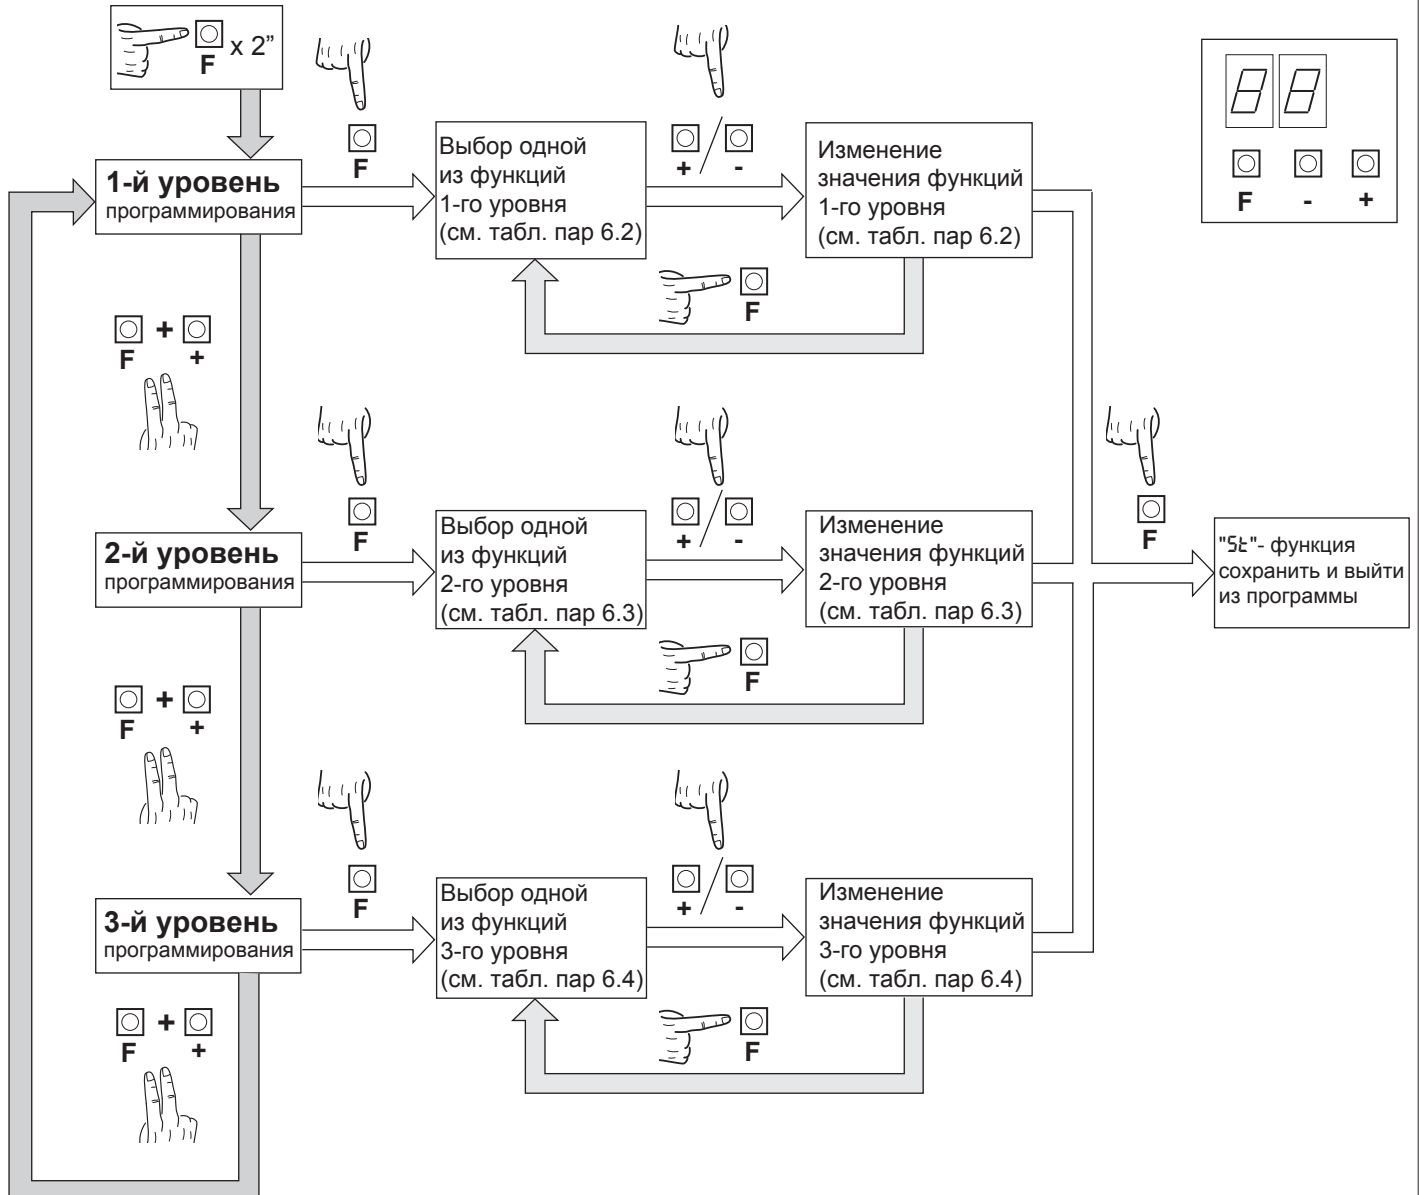 F
x 2”
F
+ / -
88
F - +
1-й уровень
программирования
Выбор одной
из функций
1-го уровня
(см. табл. пар 6.2)
Изменение
значения функций
1-го уровня
(см. табл. пар 6.2)
F
F + +
F
+ / -
F
2-й уровень
программирования
Выбор одной
из функций
2-го уровня
(см. табл. пар 6.3)
Изменение
значения функций
2-го уровня
(см. табл. пар 6.3)
"St"- функция
сохранить и выйти
из программы
F
F + +
F
+ / -
3-й уровень
программирования
Выбор одной
из функций
3-го уровня
(см. табл. пар 6.4)
Изменение
значения функций
3-го уровня
(см. табл. пар 6.4)
F
F + +